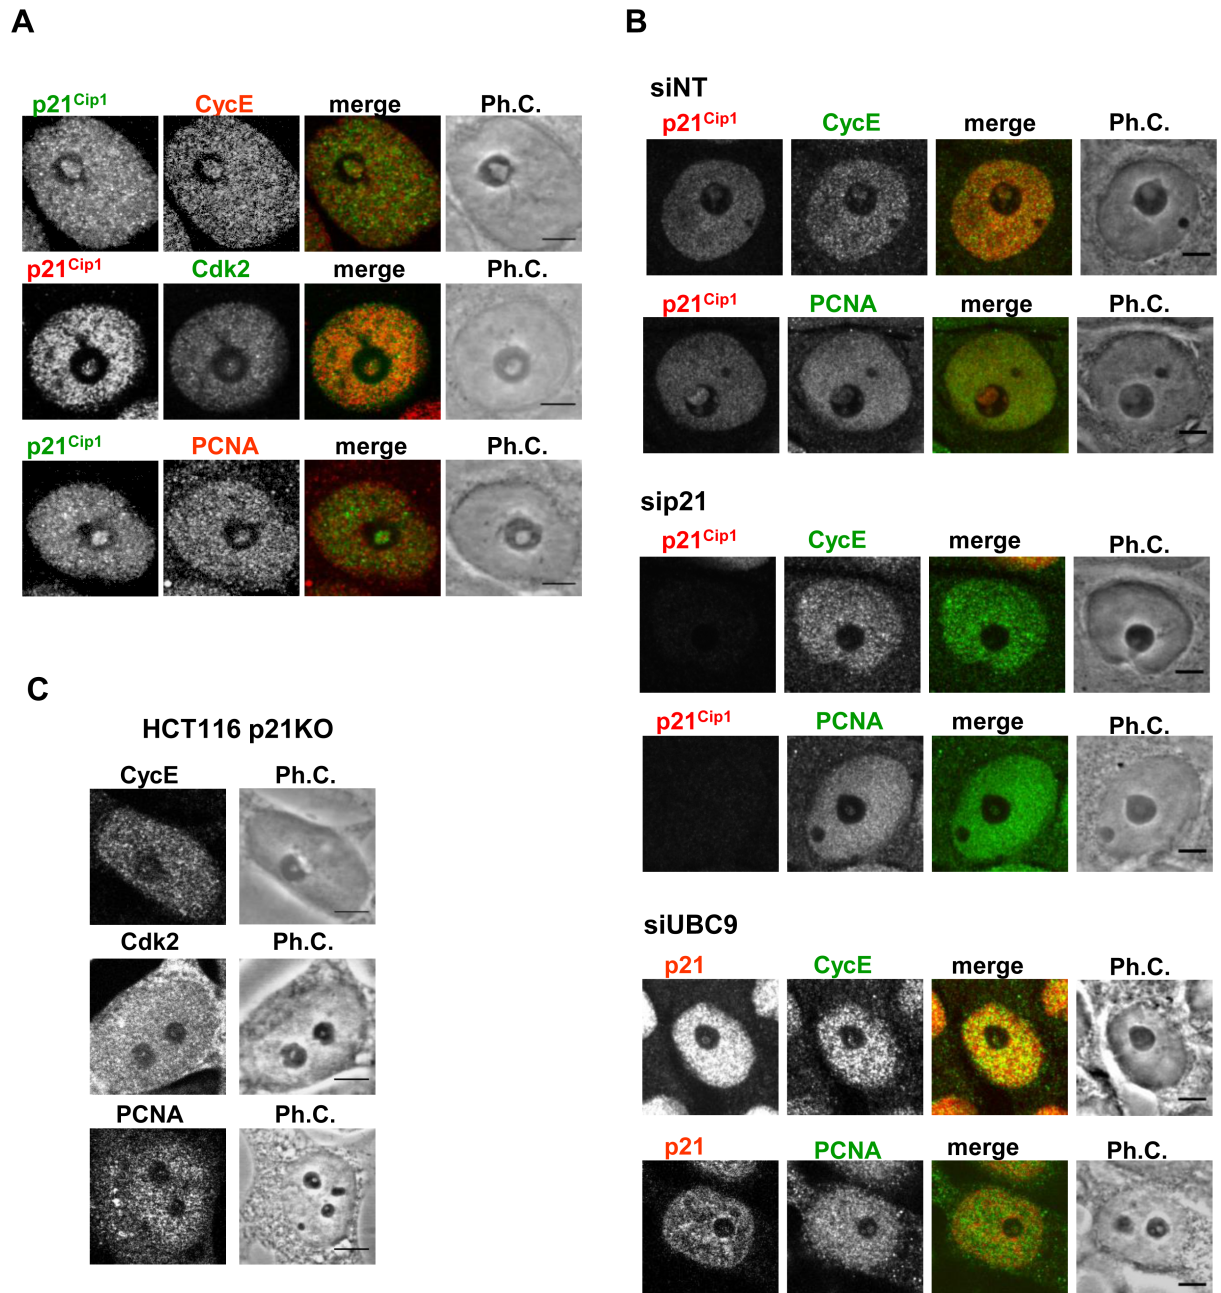 A
p21Cip1 CycE merge Ph.C.
p21Cip1 Cdk2 merge Ph.C.
p21Cip1 PCNA merge Ph.C.
B
siNT
p21Cip1 CycE merge Ph.C.
p21Cip1 PCNA merge Ph.C.
sip21
p21Cip1 CycE merge Ph.C.
p21Cip1 PCNA merge Ph.C.
siUBC9
p21 CycE merge Ph.C.
p21 PCNA merge Ph.C.
C
HCT116 p21KO
CycE Ph.C.
Cdk2 Ph.C.
PCNA Ph.C.